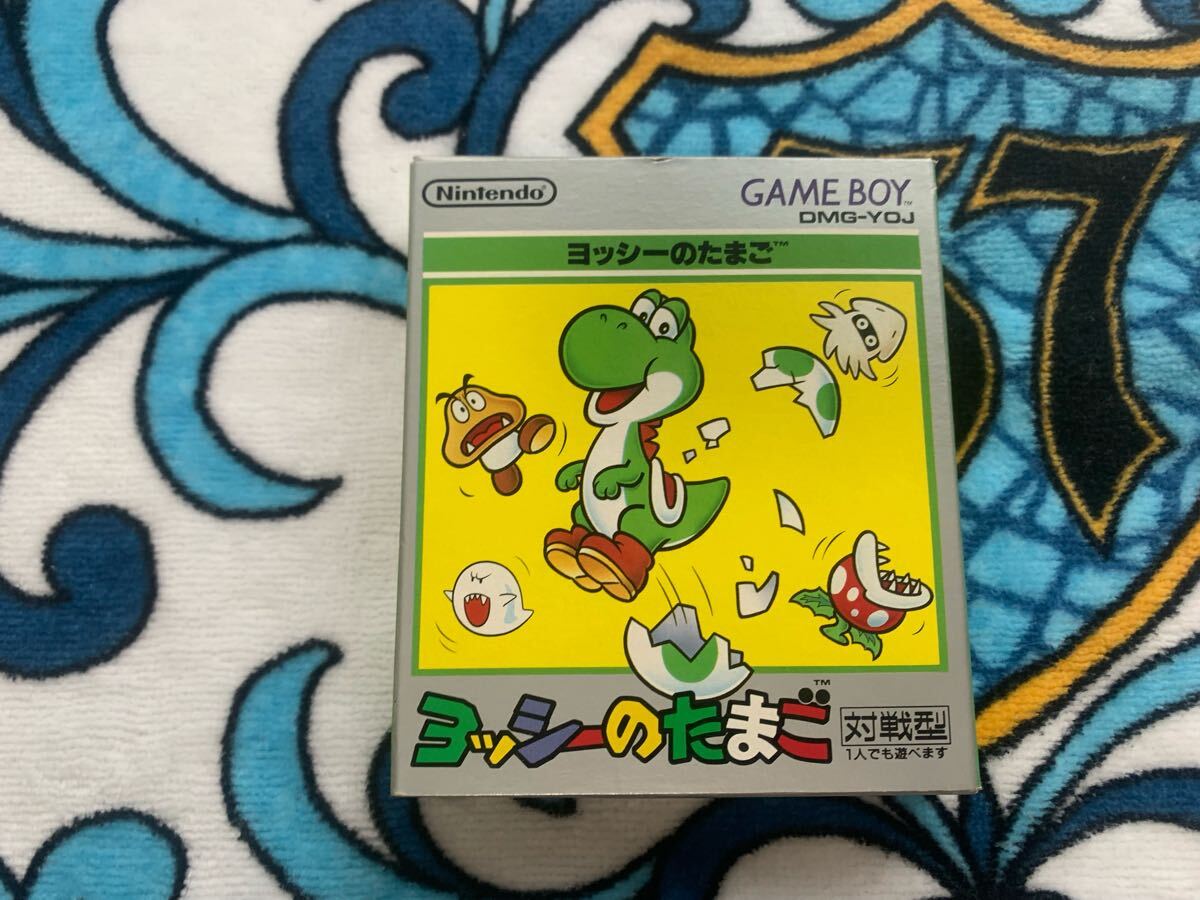 Nintendo
GAME BOY™
DMG-YOJ
ヨッシーのたまご™
ヨッシーのたまご™
対戦型
1人でも遊べます